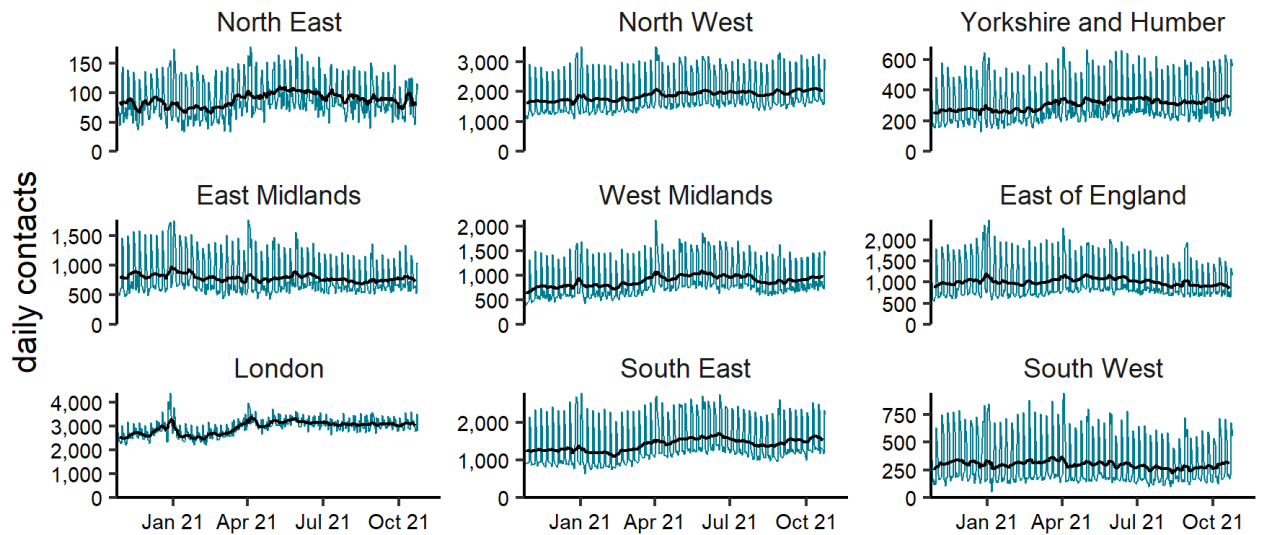 North East
North West
Yorkshire and Humber
150
100
50
0
3,000
2,000
1,000
0
600
400
200
0
East Midlands
West Midlands
East of England
1,500
1,000
500
0
2,000
1,500
1,000
500
0
2,000
1,500
1,000
500
0
London
South East
South West
4,000
3,000
2,000
1,000
0
2,000
1,000
0
750
500
250
0
Jan 21 Apr 21 Jul 21 Oct 21
Jan 21 Apr 21 Jul 21 Oct 21
Jan 21 Apr 21 Jul 21 Oct 21
daily contacts